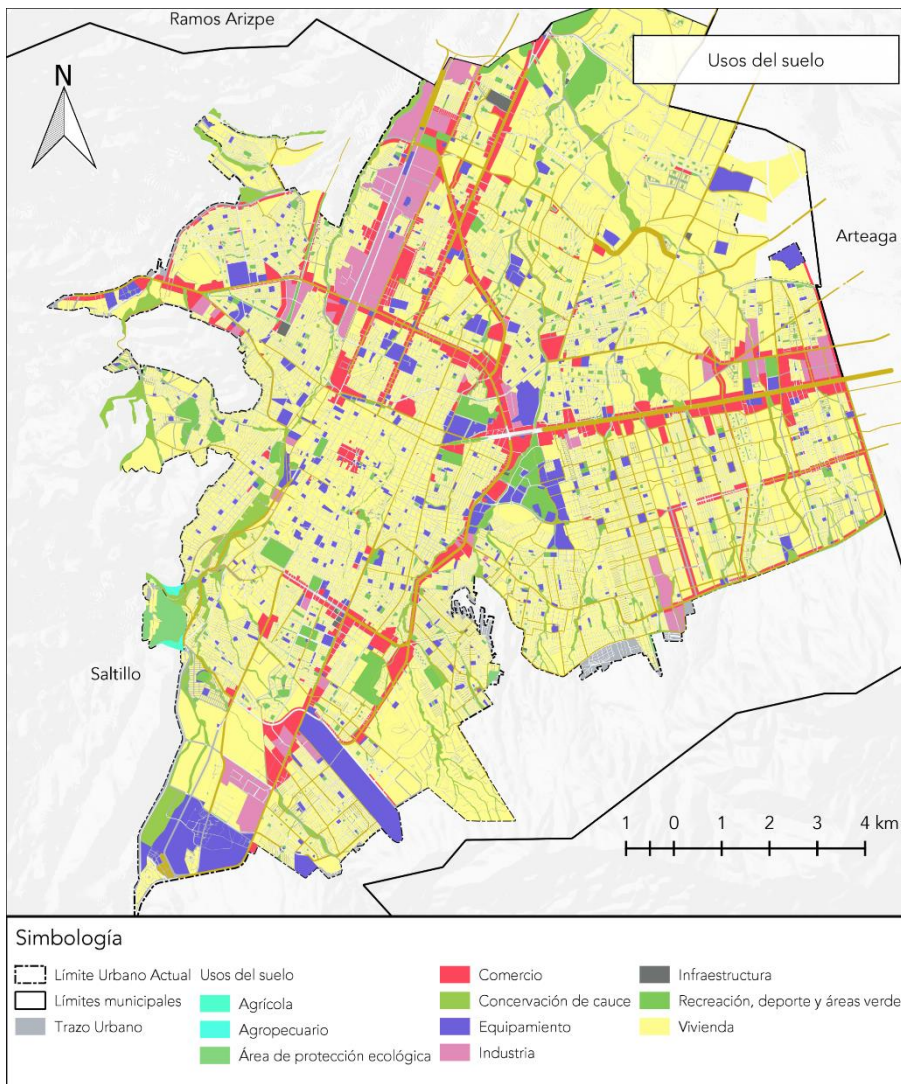 Ramos Arizpe
Usos del suelo
N
Arteaga
Saltillo
1 0 1 2 3 4 km
Simbología
Límite Urbano Actual
Límites municipales
Trazo Urbano
Usos del suelo
Agrícola
Agropecuario
Área de protección ecológica
Comercio
Concervación de cauce
Equipamiento
Industria
Infraestructura
Recreación, deporte y áreas verde
Vivienda